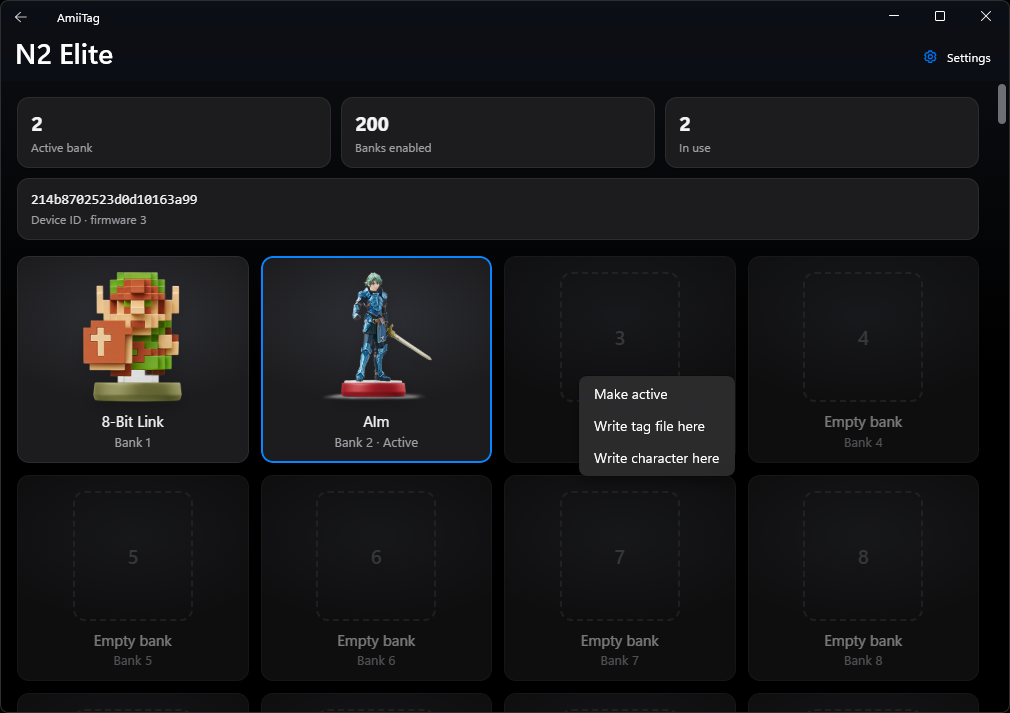 AmiiTag
N2 Elite
Settings
2
Active bank
200
Banks enabled
2
In use
214b8702523d0d10163a99
Device ID · firmware 3
8-Bit Link
Bank 1
Alm
Bank 2 · Active
3
Make active
Write tag file here
Write character here
4
Empty bank
Bank 4
5
Empty bank
Bank 5
6
Empty bank
Bank 6
7
Empty bank
Bank 7
8
Empty bank
Bank 8